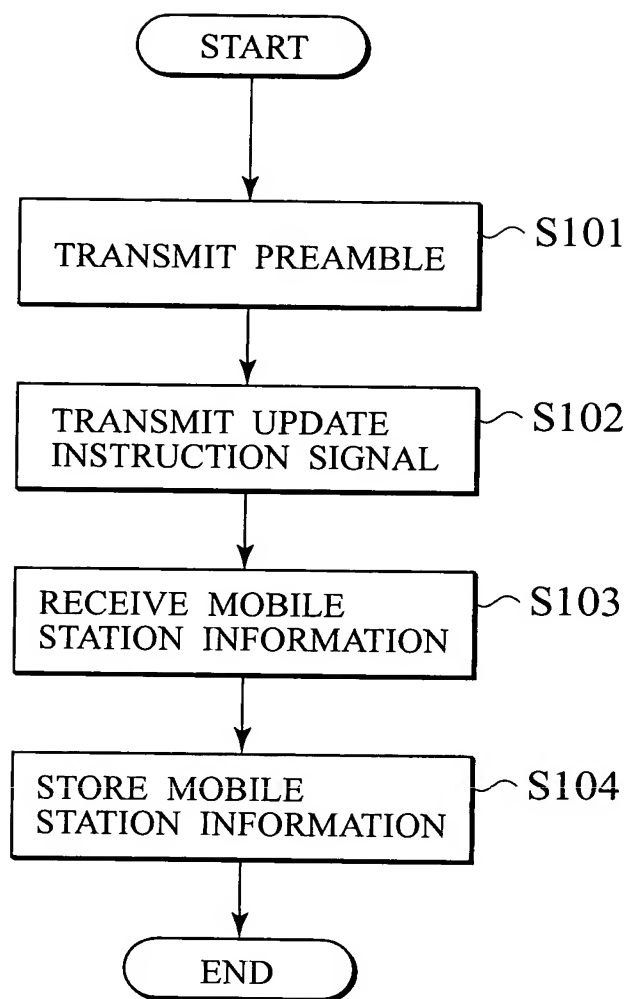 START
TRANSMIT PREAMBLE
S101
TRANSMIT UPDATE
INSTRUCTION SIGNAL
S102
RECEIVE MOBILE
STATION INFORMATION
S103
STORE MOBILE
STATION INFORMATION
S104
END